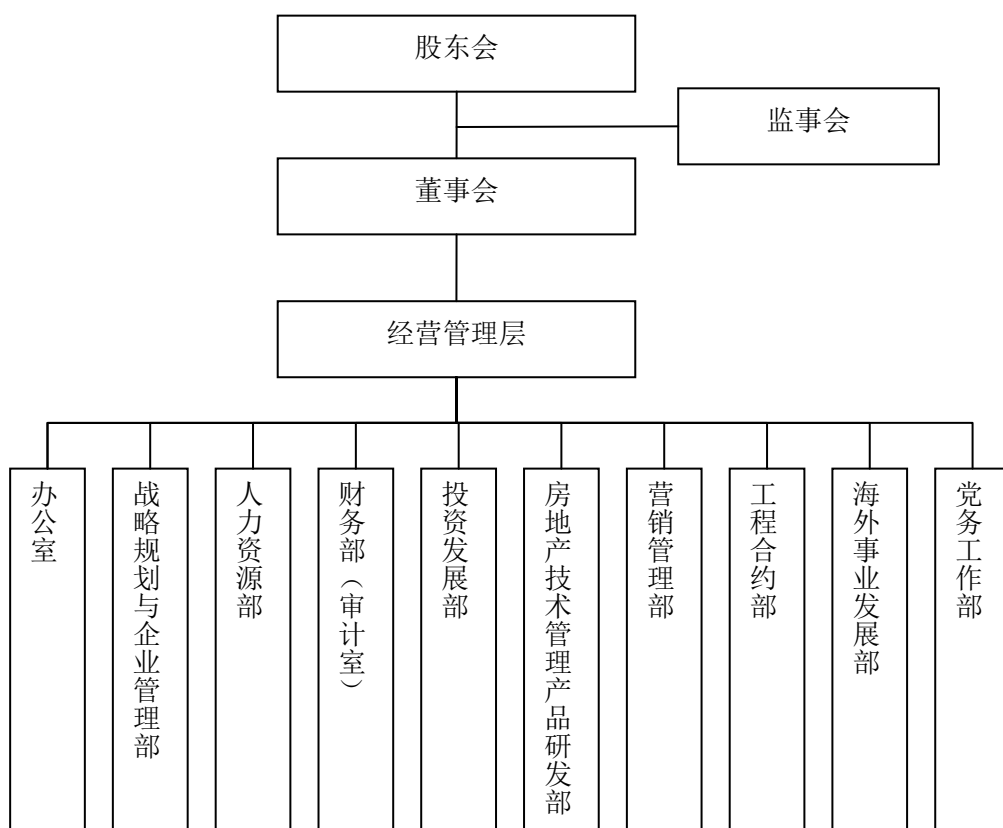 股东会
监事会
董事会
经营管理层
办公室
战略规划与企业管理部
人力资源部
财务部（审计室）
投资发展部
房地产技术管理产品研发部
营销管理部
工程合约部
海外事业发展部
党务工作部